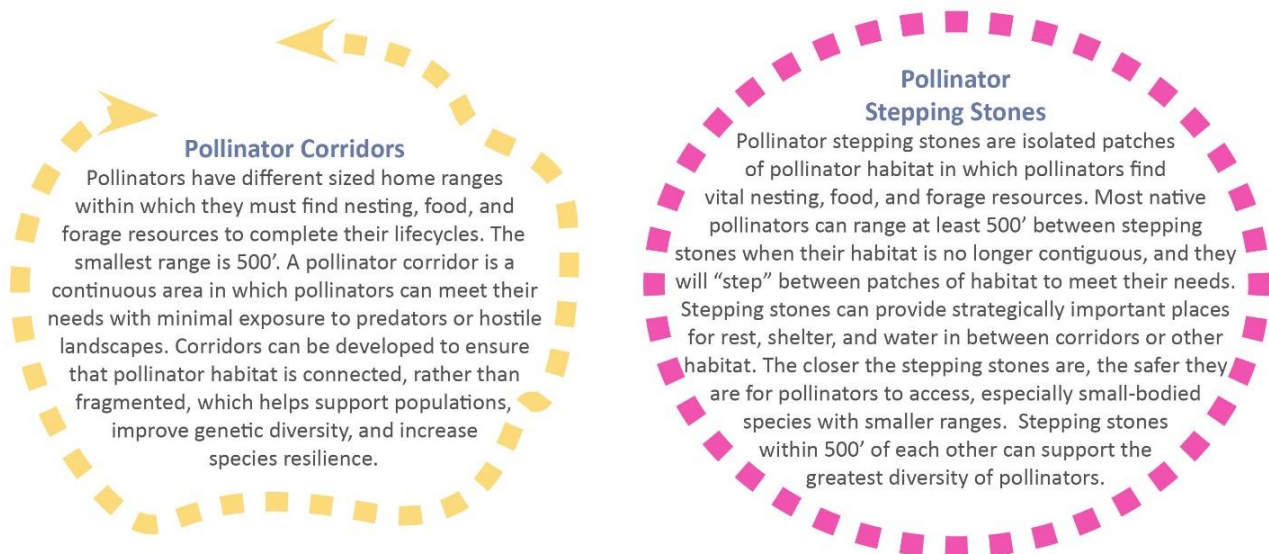 Pollinator Corridors
Pollinators have different sized home ranges
within which they must find nesting, food, and
forage resources to complete their lifecycles. The
smallest range is 500’. A pollinator corridor is a
continuous area in which pollinators can meet their
needs with minimal exposure to predators or hostile
landscapes. Corridors can be developed to ensure
that pollinator habitat is connected, rather than
fragmented, which helps support populations,
improve genetic diversity, and increase
species resilience.
Pollinator
Stepping Stones
Pollinator stepping stones are isolated patches
of pollinator habitat in which pollinators find
vital nesting, food, and forage resources. Most native
pollinators can range at least 500’ between stepping
stones when their habitat is no longer contiguous, and they
will “step” between patches of habitat to meet their needs.
Stepping stones can provide strategically important places
for rest, shelter, and water in between corridors or other
habitat. The closer the stepping stones are, the safer they
are for pollinators to access, especially small-bodied
species with smaller ranges. Stepping stones
within 500’ of each other can support the
greatest diversity of pollinators.